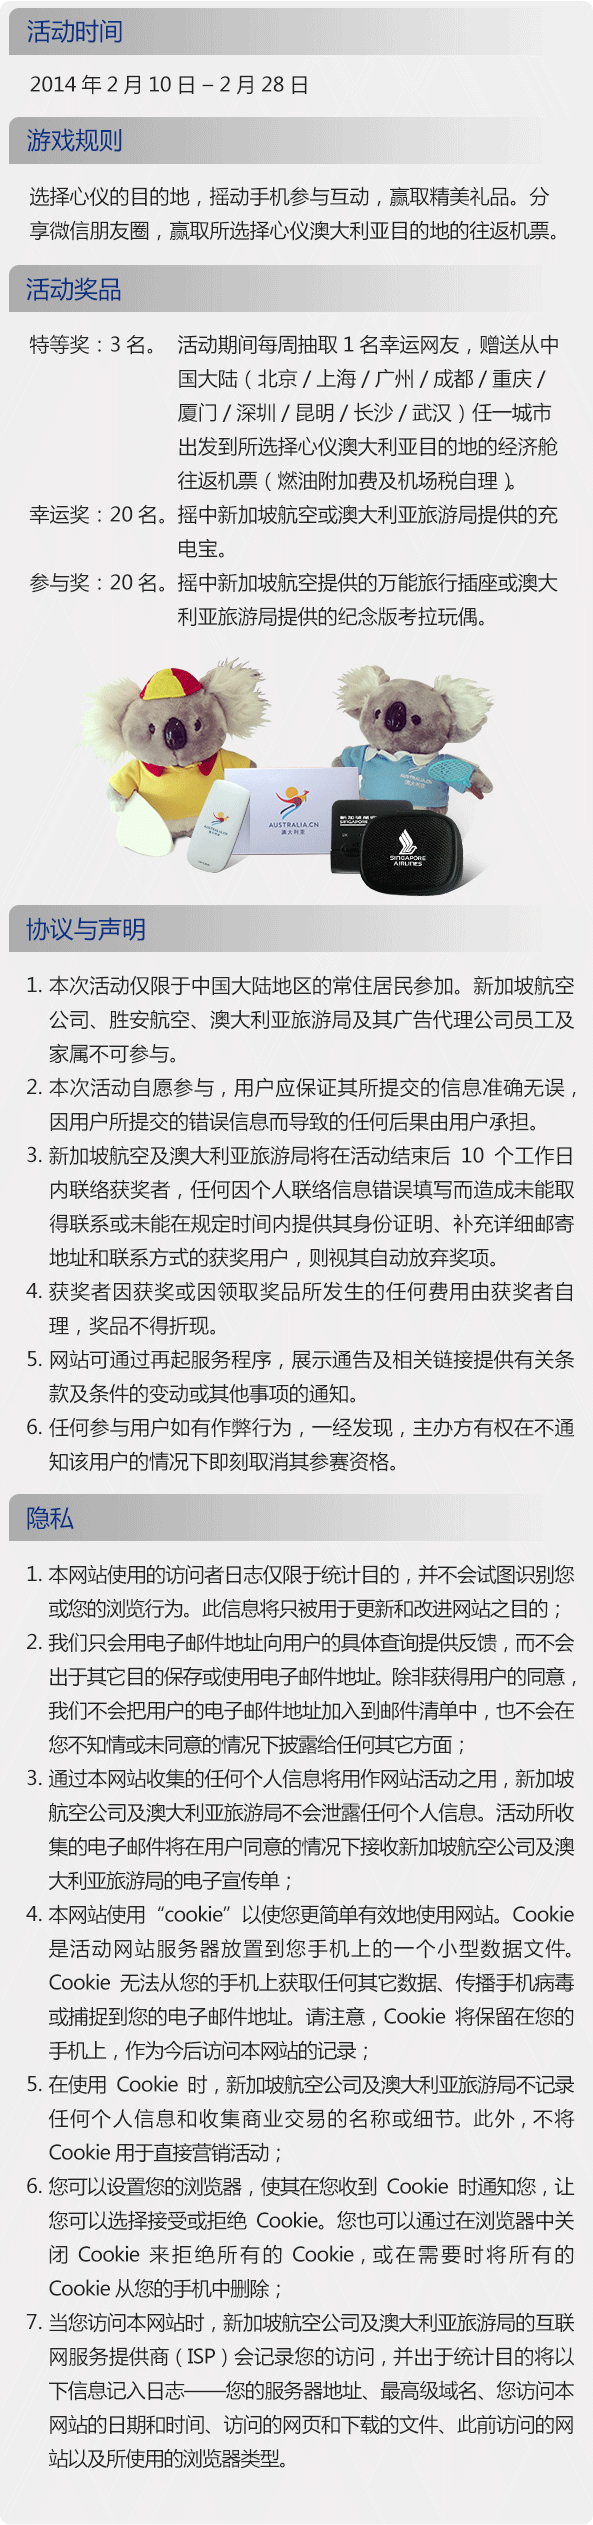 活动时间
2014 年 2 月 10 日 – 2 月 28 日
游戏规则
选择心仪的目的地，摇动手机参与互动，赢取精美礼品。分
享微信朋友圈，赢取所选择心仪澳大利亚目的地的往返机票。
活动奖品
特等奖：3 名。 活动期间每周抽取 1 名幸运网友，赠送从中
国大陆（北京 / 上海 / 广州 / 成都 / 重庆 /
厦门 / 深圳 / 昆明 / 长沙 / 武汉）任一城市
出发到所选择心仪澳大利亚目的地的经济舱
往返机票（燃油附加费及机场税自理）。
幸运奖：20 名。摇中新加坡航空或澳大利亚旅游局提供的充
电宝。
参与奖：20 名。摇中新加坡航空提供的万能旅行插座或澳大
利亚旅游局提供的纪念版考拉玩偶。
AUSTRALIA.CN
澳大利亚
AUSTRALIA.CN
澳大利亚
SINGAPORE
SINGAPORE
AIRLINES
协议与声明
1. 本次活动仅限于中国大陆地区的常住居民参加。新加坡航空
公司、胜安航空、澳大利亚旅游局及其广告代理公司员工及
家属不可参与。
2. 本次活动自愿参与，用户应保证其所提交的信息准确无误，
因用户所提交的错误信息而导致的任何后果由用户承担。
3. 新加坡航空及澳大利亚旅游局将在活动结束后 10 个工作日
内联络获奖者，任何因个人联络信息错误填写而造成未能取
得联系或未能在规定时间内提供其身份证明、补充详细邮寄
地址和联系方式的获奖用户，则视其自动放弃奖项。
4. 获奖者因获奖或因领取奖品所发生的任何费用由获奖者自
理，奖品不得折现。
5. 网站可通过再起服务程序，展示通告及相关链接提供有关条
款及条件的变动或其他事项的通知。
6. 任何参与用户如有作弊行为，一经发现，主办方有权在不通
知该用户的情况下即刻取消其参赛资格。
隐私
1. 本网站使用的访问者日志仅限于统计目的，并不会试图识别您
或您的浏览行为。此信息将只被用于更新和改进网站之目的；
2. 我们只会用电子邮件地址向用户的具体查询提供反馈，而不会
出于其它目的保存或使用电子邮件地址。除非获得用户的同意，
我们不会把用户的电子邮件地址加入到邮件清单中，也不会在
您不知情或未同意的情况下披露给任何其它方面；
3. 通过本网站收集的任何个人信息将用作网站活动之用，新加坡
航空公司及澳大利亚旅游局不会泄露任何个人信息。活动所收
集的电子邮件将在用户同意的情况下接收新加坡航空公司及澳
大利亚旅游局的电子宣传单；
4. 本网站使用“cookie”以使您更简单有效地使用网站。Cookie
是活动网站服务器放置到您手机上的一个小型数据文件。
Cookie 无法从您的手机上获取任何其它数据、传播手机病毒
或捕捉到您的电子邮件地址。请注意，Cookie 将保留在您的
手机上，作为今后访问本网站的记录；
5. 在使用 Cookie 时，新加坡航空公司及澳大利亚旅游局不记录
任何个人信息和收集商业交易的名称或细节。此外，不将
Cookie 用于直接营销活动；
6. 您可以设置您的浏览器，使其在您收到 Cookie 时通知您，让
您可以选择接受或拒绝 Cookie。您也可以通过在浏览器中关
闭 Cookie 来拒绝所有的 Cookie，或在需要时将所有的
Cookie 从您的手机中删除；
7. 当您访问本网站时，新加坡航空公司及澳大利亚旅游局的互联
网服务提供商（ISP）会记录您的访问，并出于统计目的将以
下信息记入日志——您的服务器地址、最高级域名、您访问本
网站的日期和时间、访问的网页和下载的文件、此前访问的网
站以及所使用的浏览器类型。